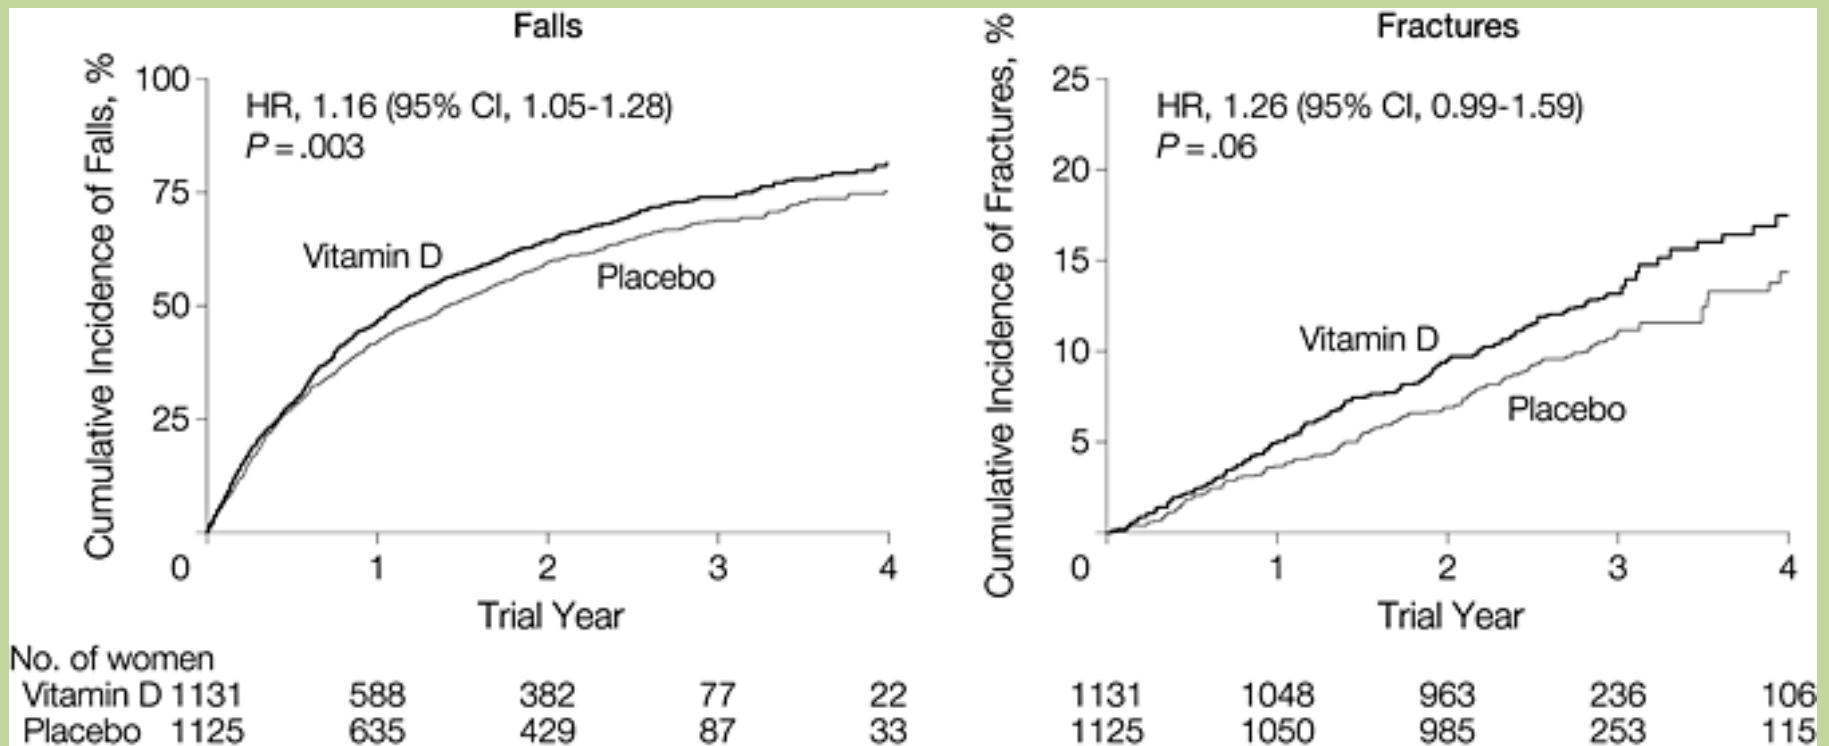 Falls
Cumulative Incidence of Falls, %
100
75
50
25
0
HR, 1.16 (95% CI, 1.05-1.28)
P = .003
Vitamin D
Placebo
1 2 3 4
Trial Year
Fractures
Cumulative Incidence of Fractures, %
25
20
15
10
5
0
HR, 1.26 (95% CI, 0.99-1.59)
P = .06
Vitamin D
Placebo
1 2 3 4
Trial Year
No. of women
Vitamin D 1131 588 382 77 22 1131 1048 963 236 106
Placebo 1125 635 429 87 33 1125 1050 985 253 115